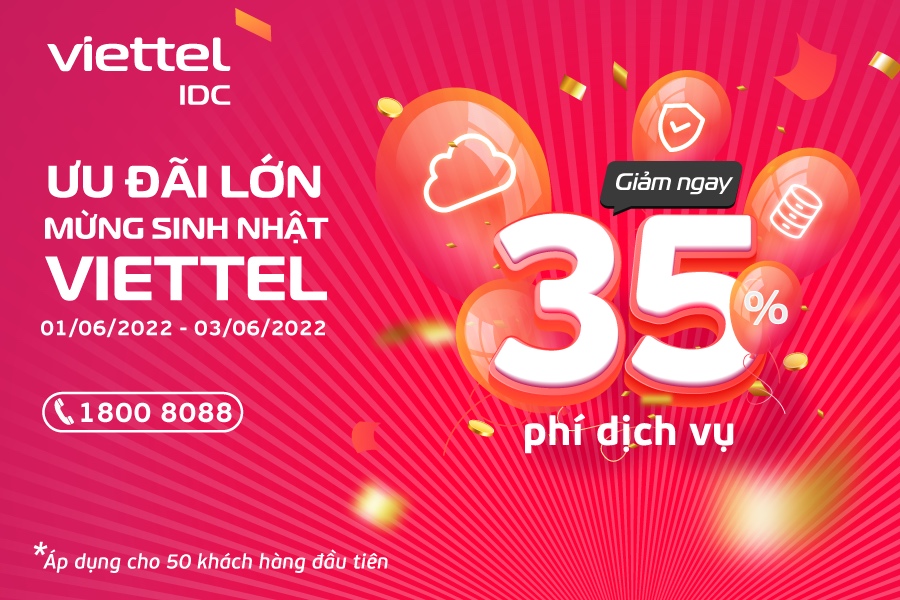 viettel
IDC
ƯU ĐÃI LỚN
MỪNG SINH NHẬT
VIETTEL
01/06/2022 - 03/06/2022
1800 8088
Giảm ngay
35%
phí dịch vụ
*Áp dụng cho 50 khách hàng đầu tiên